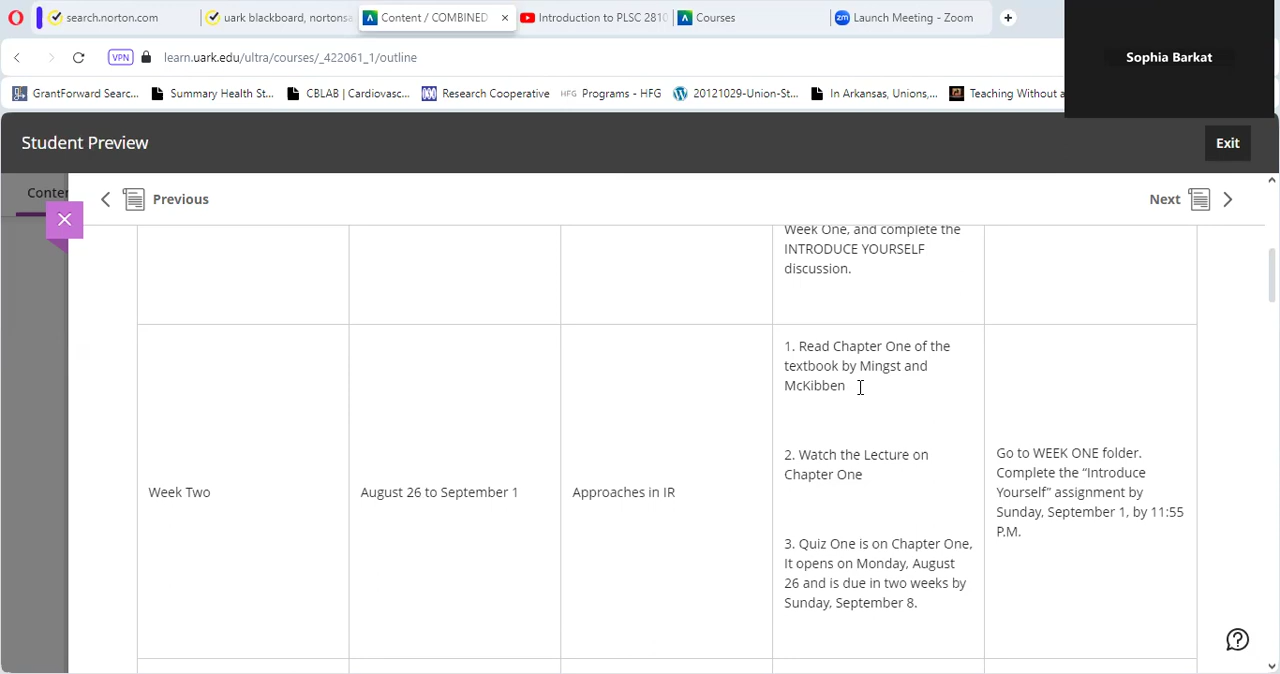 search.norton.com
uark blackboard, nortonsa
Content / COMBINED
Introduction to PLSC 2810
Courses
Launch Meeting - Zoom
zm
VPN
learn.uark.edu/ultra/courses/_422061_1/outline
Sophia Barkat
GrantForward Searc...
Summary Health St...
CBLAB | Cardiovasc...
Research Cooperative
HFG Programs - HFG
20121029-Union-St...
In Arkansas, Unions,...
Teaching Without a
Student Preview
Exit
Conter
Previous
Next
Week One, and complete the
INTRODUCE YOURSELF
discussion.
Week Two
August 26 to September 1
Approaches in IR
1. Read Chapter One of the
textbook by Mingst and
McKibben
2. Watch the Lecture on
Chapter One
3. Quiz One is on Chapter One,
It opens on Monday, August
26 and is due in two weeks by
Sunday, September 8.
Go to WEEK ONE folder.
Complete the “Introduce
Yourself” assignment by
Sunday, September 1, by 11:55
P.M.